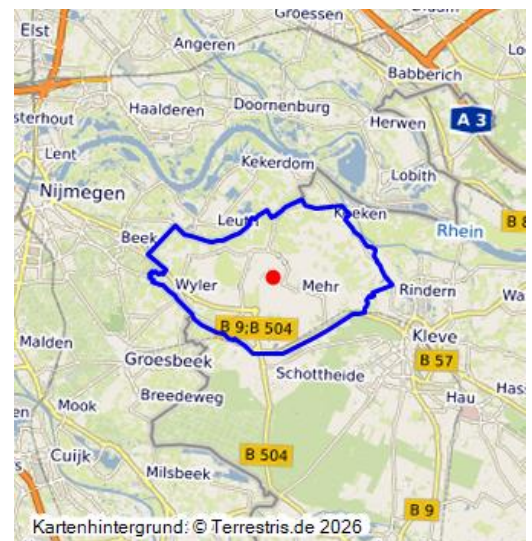 Elst
Groessen
Angeren
Babberich
Haalderen
Doornenburg
A 3
sterhout
Herwen
Lent
Kekerdom
Lobith
Nijmegen
Leuth
Keeken
B 8
Beek
Rhein
Wyler
Mehr
Rindern
B 9;B 504
Kleve
Malden
Groesbeek
B 57
Schottheide
Breedeweg
Hau
Hass
Mook
Cuijk
B 504
Milsbeek
B 9
Kartenhintergrund: © Terrestris.de 2026